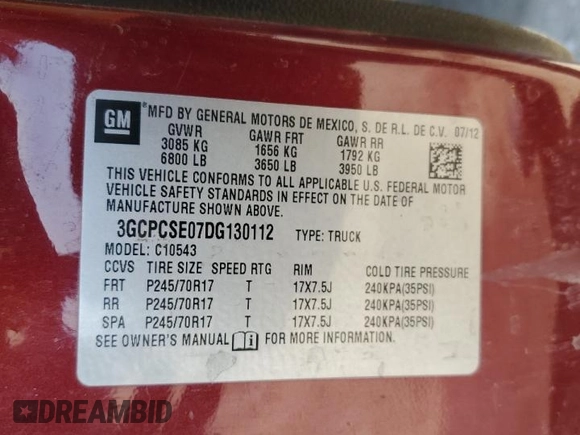 GM
® MFD BY GENERAL MOTORS DE MEXICO, S. DE R.L. DE C.V. 07/12
GVWR GAWR FRT GAWR RR
3085 KG 1656 KG 1792 KG
6800 LB 3650 LB 3950 LB
THIS VEHICLE CONFORMS TO ALL APPLICABLE U.S. FEDERAL MOTOR
VEHICLE SAFETY STANDARDS IN EFFECT ON THE DATE OF
MANUFACTURE SHOWN ABOVE.
3GCPCSE07DG130112 TYPE: TRUCK
MODEL: C10543
CCVS TIRE SIZE SPEED RTG RIM COLD TIRE PRESSURE
FRT P245/70R17 T 17X7.5J 240KPA(35PSI)
RR P245/70R17 T 17X7.5J 240KPA(35PSI)
SPA P245/70R17 T 17X7.5J 240KPA(35PSI)
SEE OWNER'S MANUAL FOR MORE INFORMATION.
DREAMBID